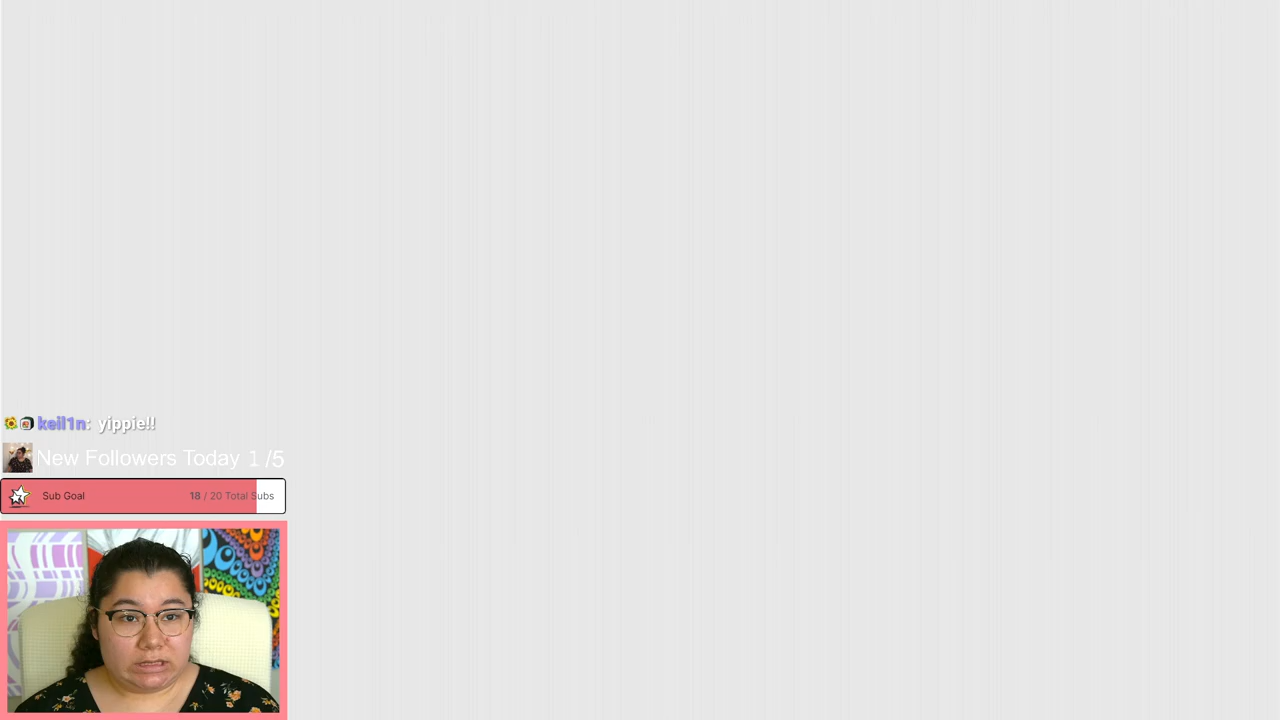 keil1n: yippie!!
New Followers Today 1 /5
Sub Goal 18 / 20 Total Subs